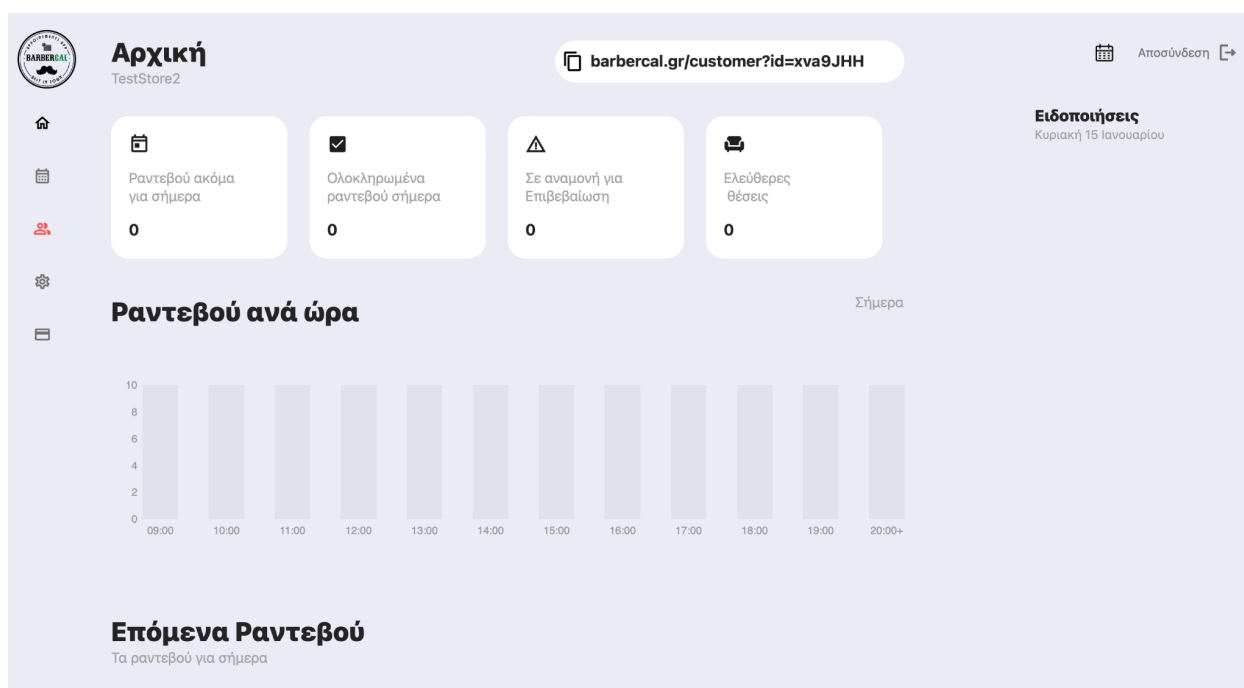 BARBERCAL
Αρχική
TestStore2
barbercal.gr/customer?id=xva9JHH
Αποσύνδεση
Ειδοποιήσεις
Κυριακή 15 Ιανουαρίου
Ραντεβού ακόμα
για σήμερα
0
Ολοκληρωμένα
ραντεβού σήμερα
0
Σε αναμονή για
Επιβεβαίωση
0
Ελεύθερες
θέσεις
0
Ραντεβού ανά ώρα
Σήμερα
10
8
6
4
2
0
09:00 10:00 11:00 12:00 13:00 14:00 15:00 16:00 17:00 18:00 19:00 20:00+
Επόμενα Ραντεβού
Τα ραντεβού για σήμερα